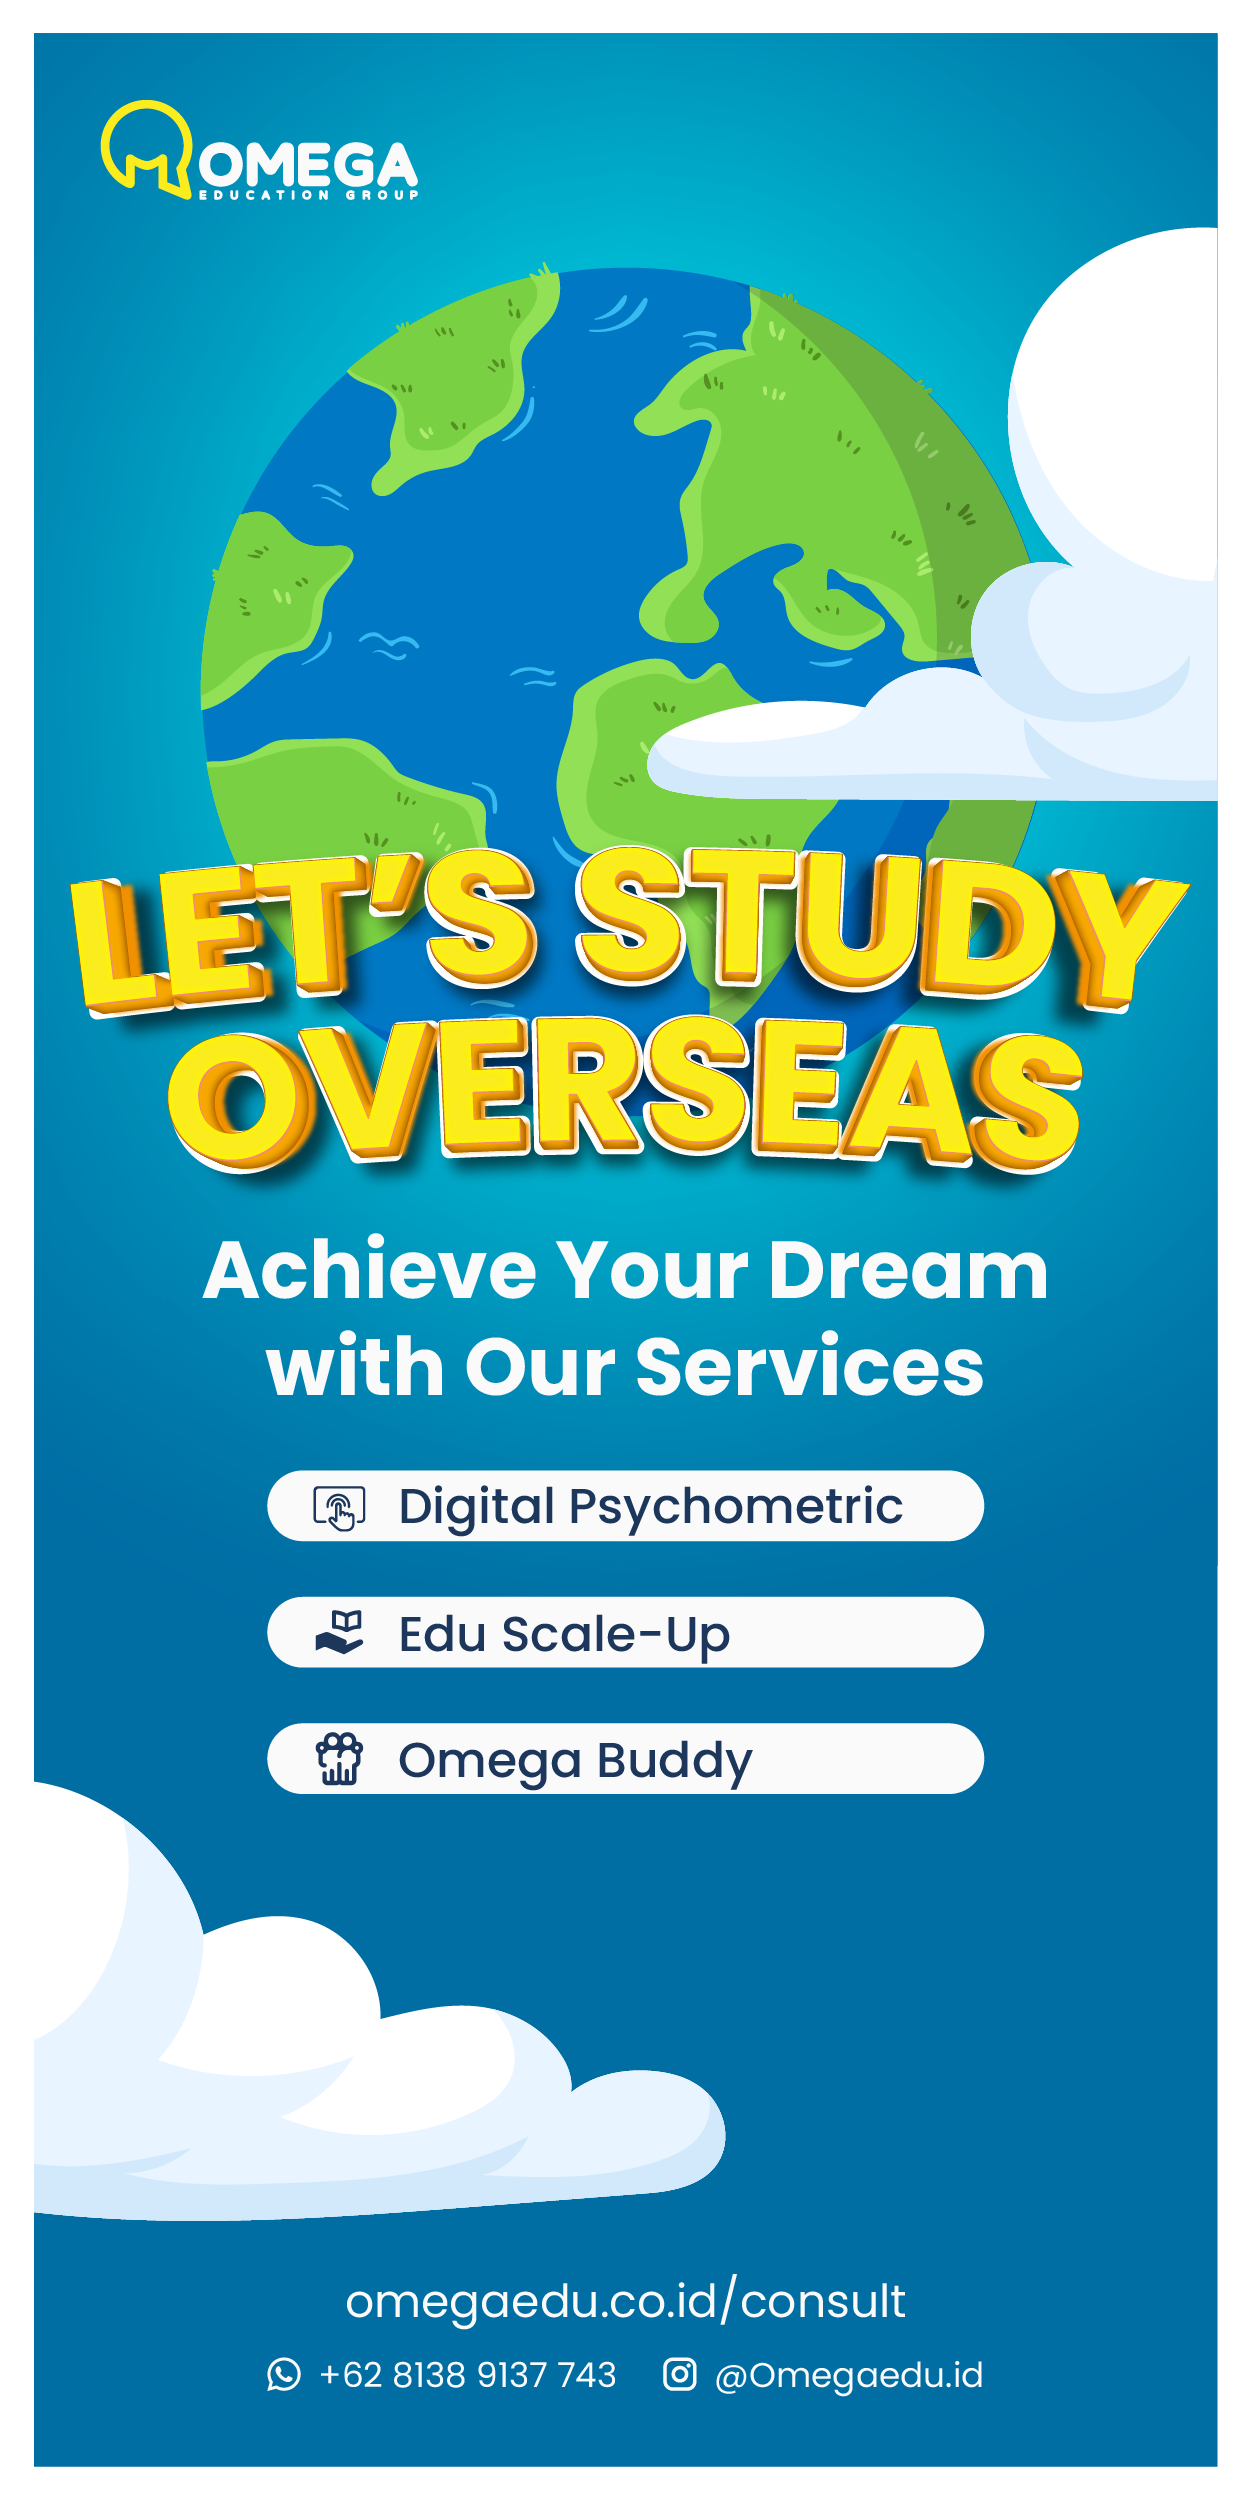 OMEGA
EDUCATION GROUP
LET'S STUDY
OVERSEAS
Achieve Your Dream
with Our Services
Digital Psychometric
Edu Scale-Up
Omega Buddy
omegaedu.co.id/consult
+62 8138 9137 743 @Omegaedu.id